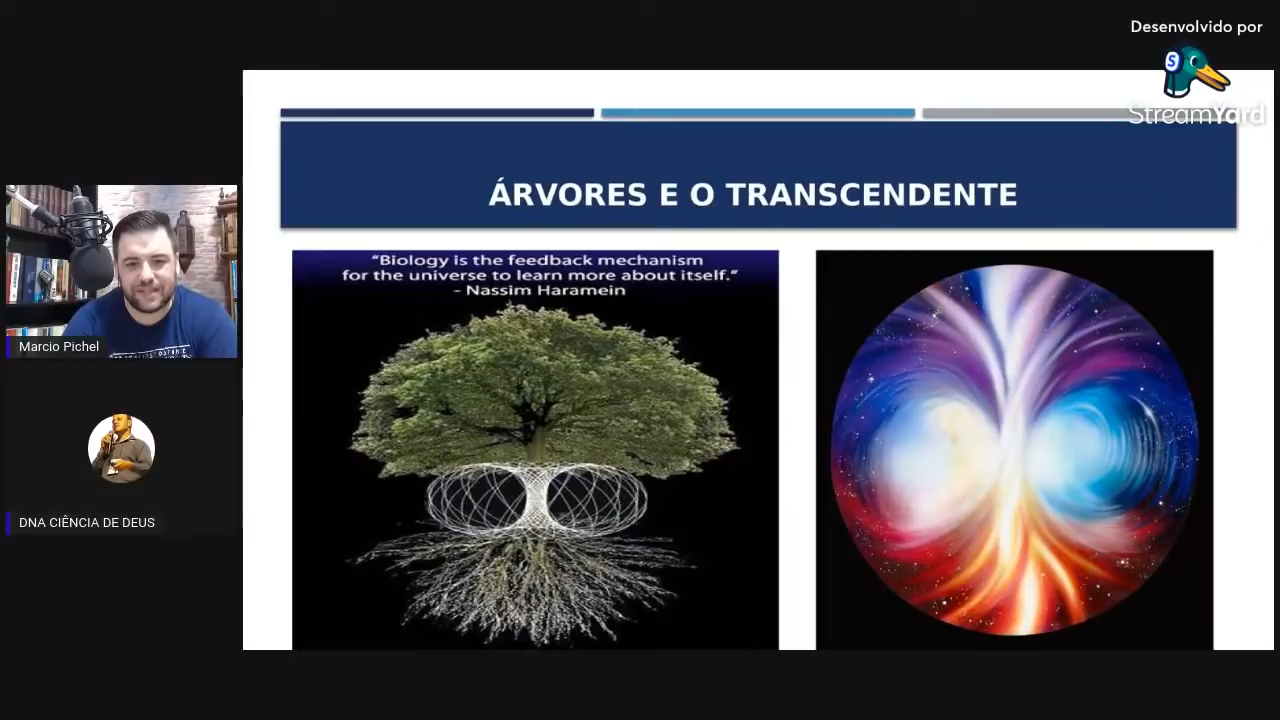 Desenvolvido por
S
StreamYard
ÁRVORES E O TRANSCENDENTE
“Biology is the feedback mechanism
for the universe to learn more about itself.”
- Nassim Haramein
Marcio Pichel
DNA CIÊNCIA DE DEUS